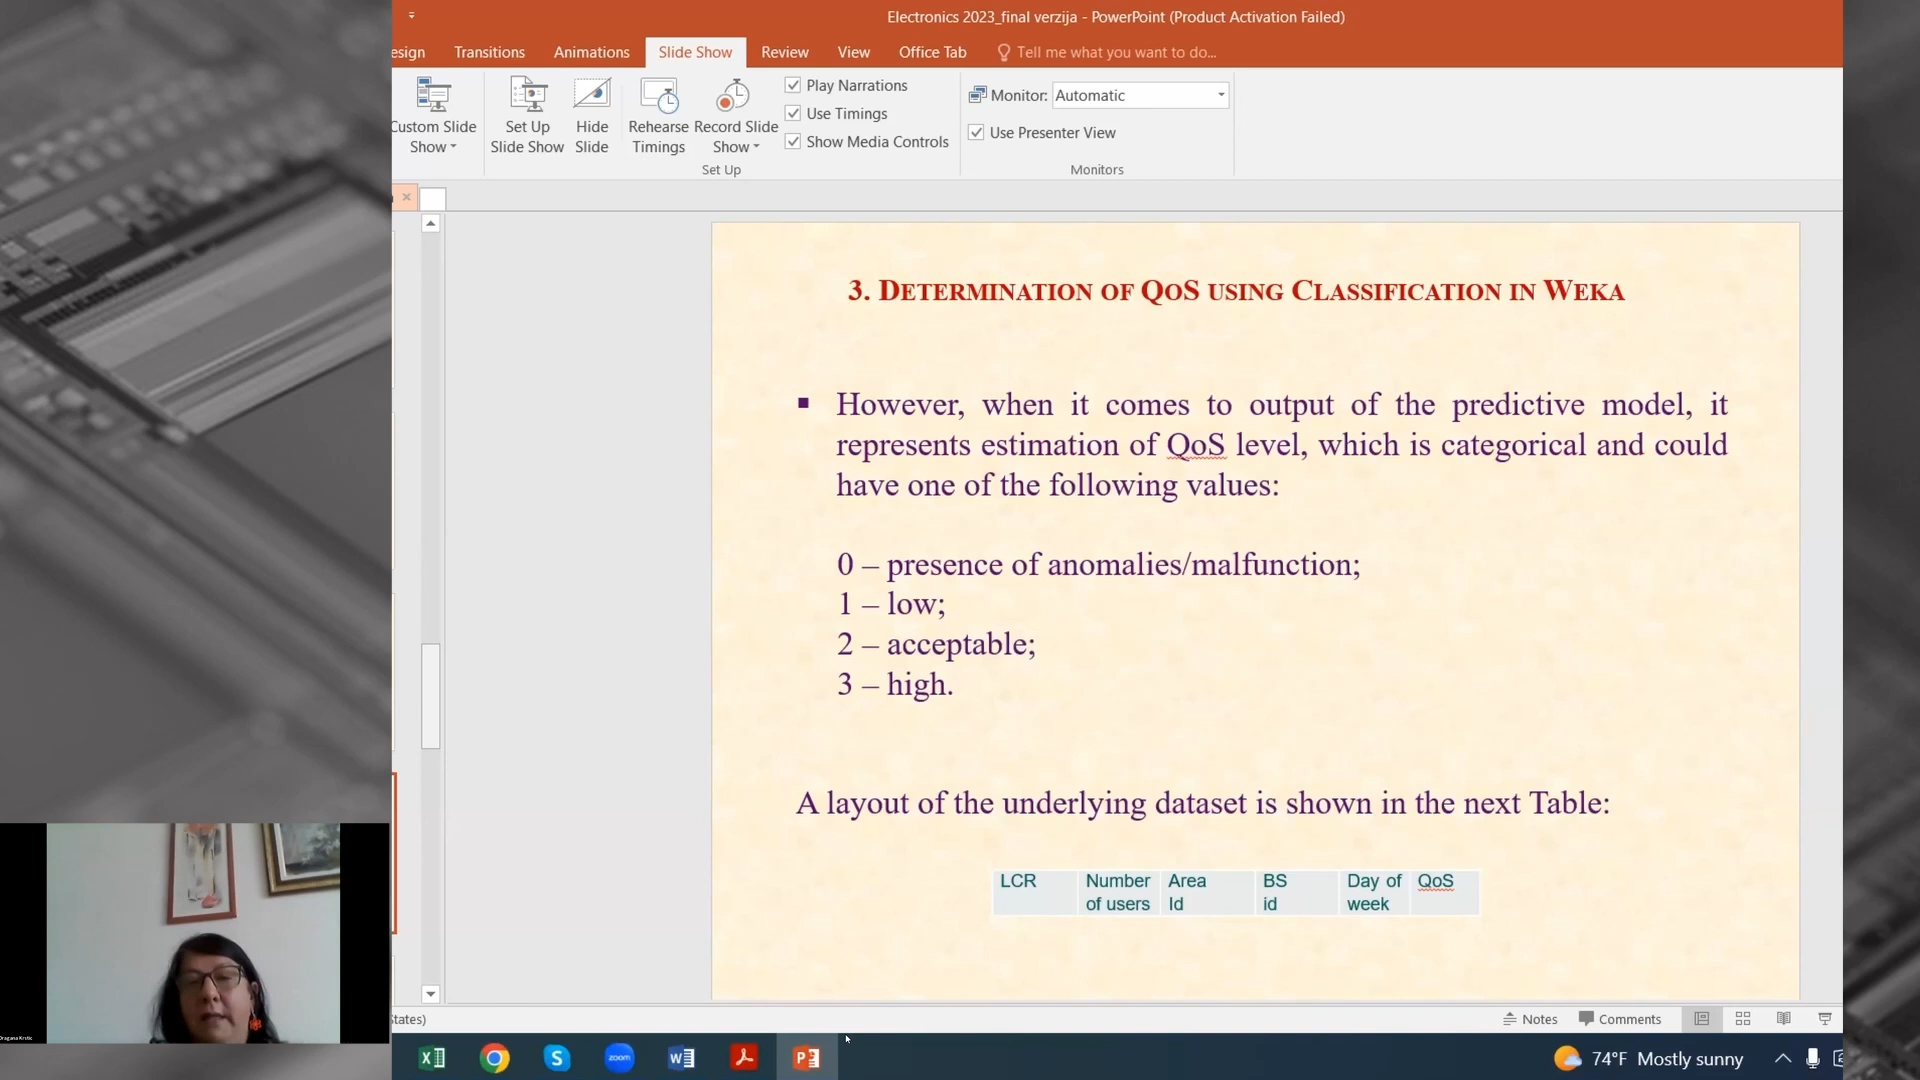 Electronics 2023_final verzija - PowerPoint (Product Activation Failed)
esign Transitions Animations Slide Show Review View Office Tab Tell me what you want to do...
Custom Slide Show
Set Up Slide Show
Hide Slide
Rehearse Timings
Record Slide Show
Play Narrations
Use Timings
Show Media Controls
Set Up
Monitor: Automatic
Use Presenter View
Monitors
3. DETERMINATION OF QOS USING CLASSIFICATION IN WEKA
However, when it comes to output of the predictive model, it
represents estimation of QoS level, which is categorical and could
have one of the following values:
0 – presence of anomalies/malfunction;
1 – low;
2 – acceptable;
3 – high.
A layout of the underlying dataset is shown in the next Table:
LCR
Number of users
Area Id
BS id
Day of week
QoS
Dragana Krstic
States)
Notes Comments
zoom
74°F Mostly sunny